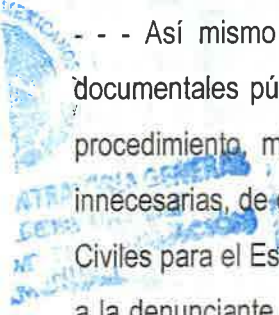 - - - Así mismo
documentales pú
procedimiento, m
innecesarias, de
Civiles para el Es
a la denunciante